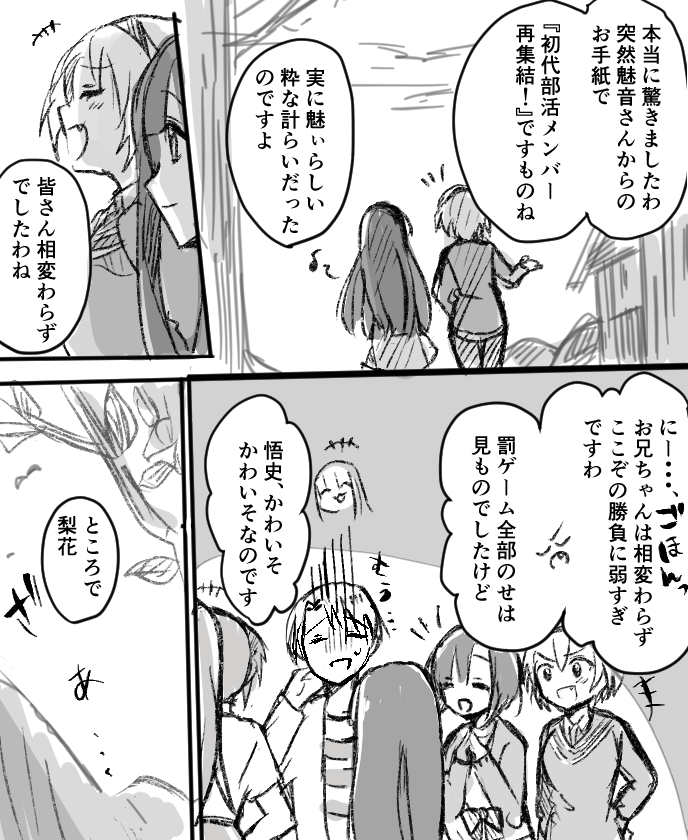 本当に驚きましたわ
突然魅音さんからの
お手紙で
『初代部活メンバー
再集結！』ですものね
実に魅ぃらしい
粋な計らいだった
のですよ
皆さん相変わらず
でしたわね
にー…、ごほんっ
お兄ちゃんは相変わらず
ここぞの勝負に弱すぎ
ですわ
罰ゲーム全部のせは
見ものでしたけど
悟史、かわいそ
かわいそなのです
ところで
梨花
ザァ